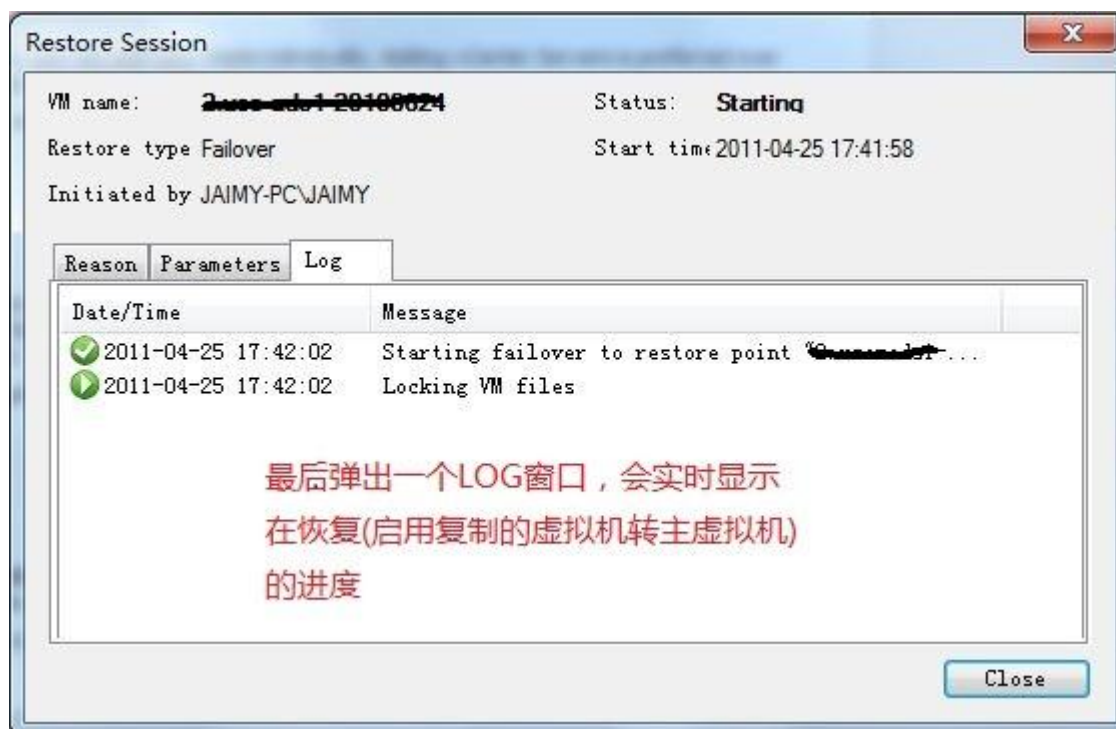 Restore Session
VM name: Status: Starting
Restore type Failover Start time 2011-04-25 17:41:58
Initiated by JAIMY-PC\JAIMY
Reason Parameters Log
Date/Time Message
2011-04-25 17:42:02 Starting failover to restore point ...
2011-04-25 17:42:02 Locking VM files
最后弹出一个LOG窗口，会实时显示
在恢复(启用复制的虚拟机转主虚拟机)
的进度
Close